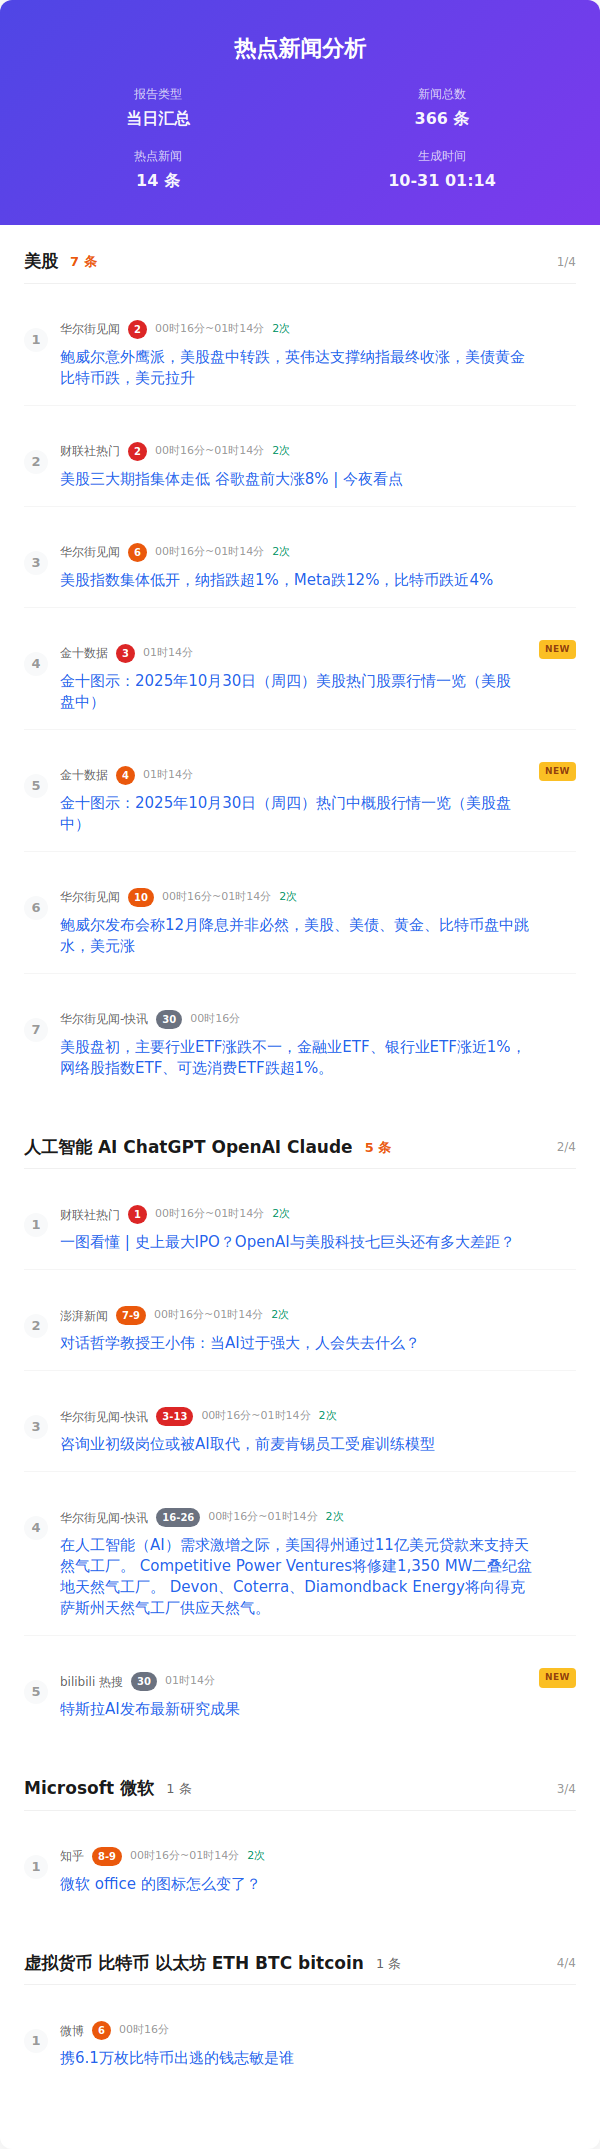 热点新闻分析
报告类型
新闻总数
当日汇总
366 条
热点新闻
生成时间
14 条
10-31 01:14
美股 7 条 1/4
1
华尔街见闻 2 00时16分~01时14分 2次
鲍威尔意外鹰派，美股盘中转跌，英伟达支撑纳指最终收涨，美债黄金
比特币跌，美元拉升
2
财联社热门 2 00时16分~01时14分 2次
美股三大期指集体走低 谷歌盘前大涨8% | 今夜看点
3
华尔街见闻 6 00时16分~01时14分 2次
美股指数集体低开，纳指跌超1%，Meta跌12%，比特币跌近4%
4
金十数据 3 01时14分 NEW
金十图示：2025年10月30日（周四）美股热门股票行情一览（美股
盘中）
5
金十数据 4 01时14分 NEW
金十图示：2025年10月30日（周四）热门中概股行情一览（美股盘
中）
6
华尔街见闻 10 00时16分~01时14分 2次
鲍威尔发布会称12月降息并非必然，美股、美债、黄金、比特币盘中跳
水，美元涨
7
华尔街见闻-快讯 30 00时16分
美股盘初，主要行业ETF涨跌不一，金融业ETF、银行业ETF涨近1%，
网络股指数ETF、可选消费ETF跌超1%。
人工智能 AI ChatGPT OpenAI Claude 5 条 2/4
1
财联社热门 1 00时16分~01时14分 2次
一图看懂 | 史上最大IPO？OpenAI与美股科技七巨头还有多大差距？
2
澎湃新闻 7-9 00时16分~01时14分 2次
对话哲学教授王小伟：当AI过于强大，人会失去什么？
3
华尔街见闻-快讯 3-13 00时16分~01时14分 2次
咨询业初级岗位或被AI取代，前麦肯锡员工受雇训练模型
4
华尔街见闻-快讯 16-26 00时16分~01时14分 2次
在人工智能（AI）需求激增之际，美国得州通过11亿美元贷款来支持天
然气工厂。 Competitive Power Ventures将修建1,350 MW二叠纪盆
地天然气工厂。 Devon、Coterra、Diamondback Energy将向得克
萨斯州天然气工厂供应天然气。
5
bilibili 热搜 30 01时14分 NEW
特斯拉AI发布最新研究成果
Microsoft 微软 1 条 3/4
1
知乎 8-9 00时16分~01时14分 2次
微软 office 的图标怎么变了？
虚拟货币 比特币 以太坊 ETH BTC bitcoin 1 条 4/4
1
微博 6 00时16分
携6.1万枚比特币出逃的钱志敏是谁